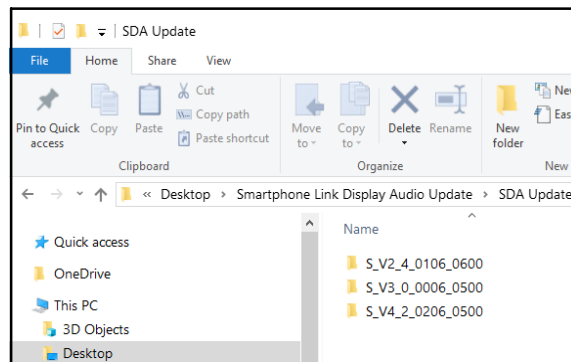 SDA Update
File Home Share View
Pin to Quick access
Copy
Paste
Cut
Copy path
Paste shortcut
Move to
Copy to
Delete
Rename
New folder
Clipboard
Organize
New
« Desktop > Smartphone Link Display Audio Update > SDA Update
Name
Quick access
OneDrive
This PC
3D Objects
Desktop
S_V2_4_0106_0600
S_V3_0_0006_0500
S_V4_2_0206_0500